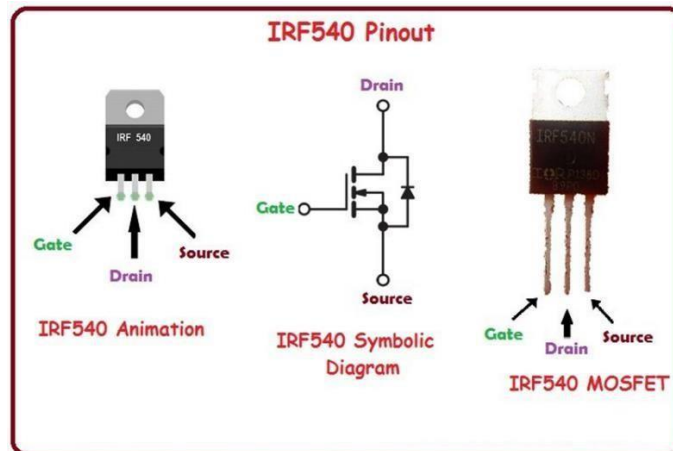 IRF540 Pinout
IRF 540
Gate
Drain
Source
IRF540 Animation
Drain
Gate
Source
IRF540 Symbolic
Diagram
IRF540N
Gate
Drain
Source
IRF540 MOSFET